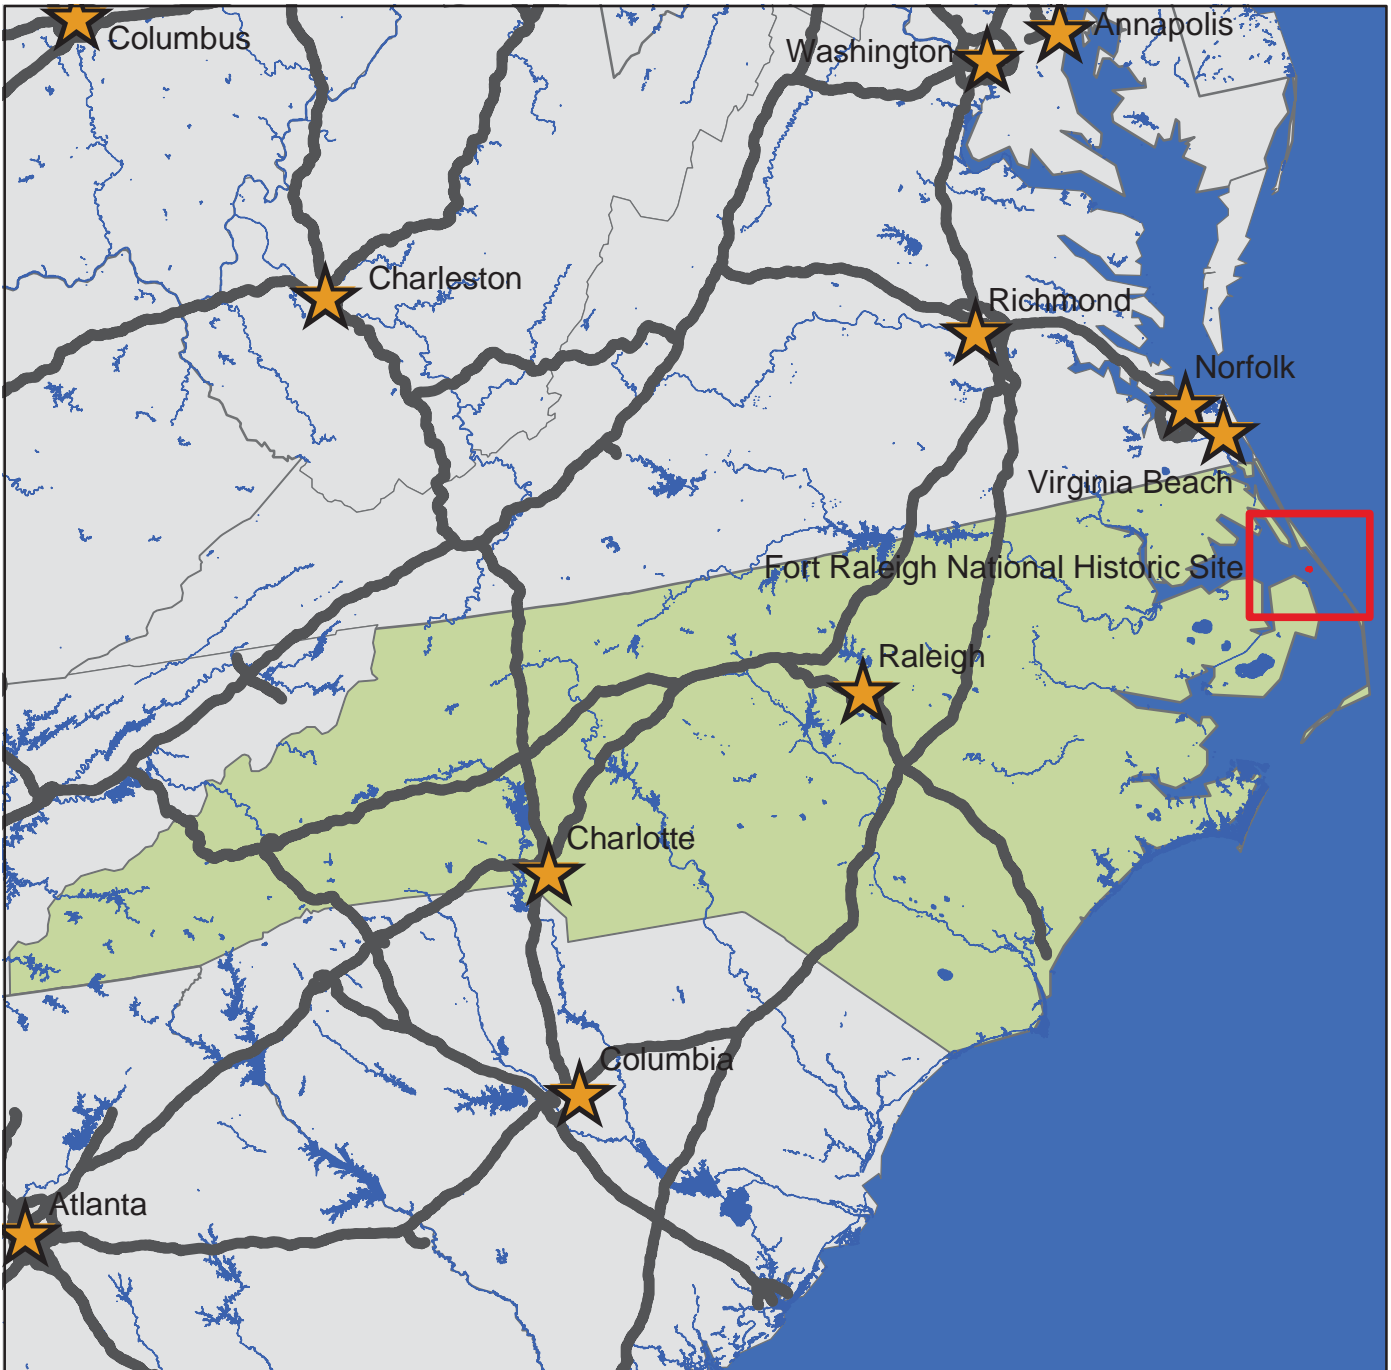 Columbus
Annapolis
Washington
Charleston
Richmond
Norfolk
Virginia Beach
Fort Raleigh National Historic Site
Raleigh
Charlotte
Columbia
Atlanta